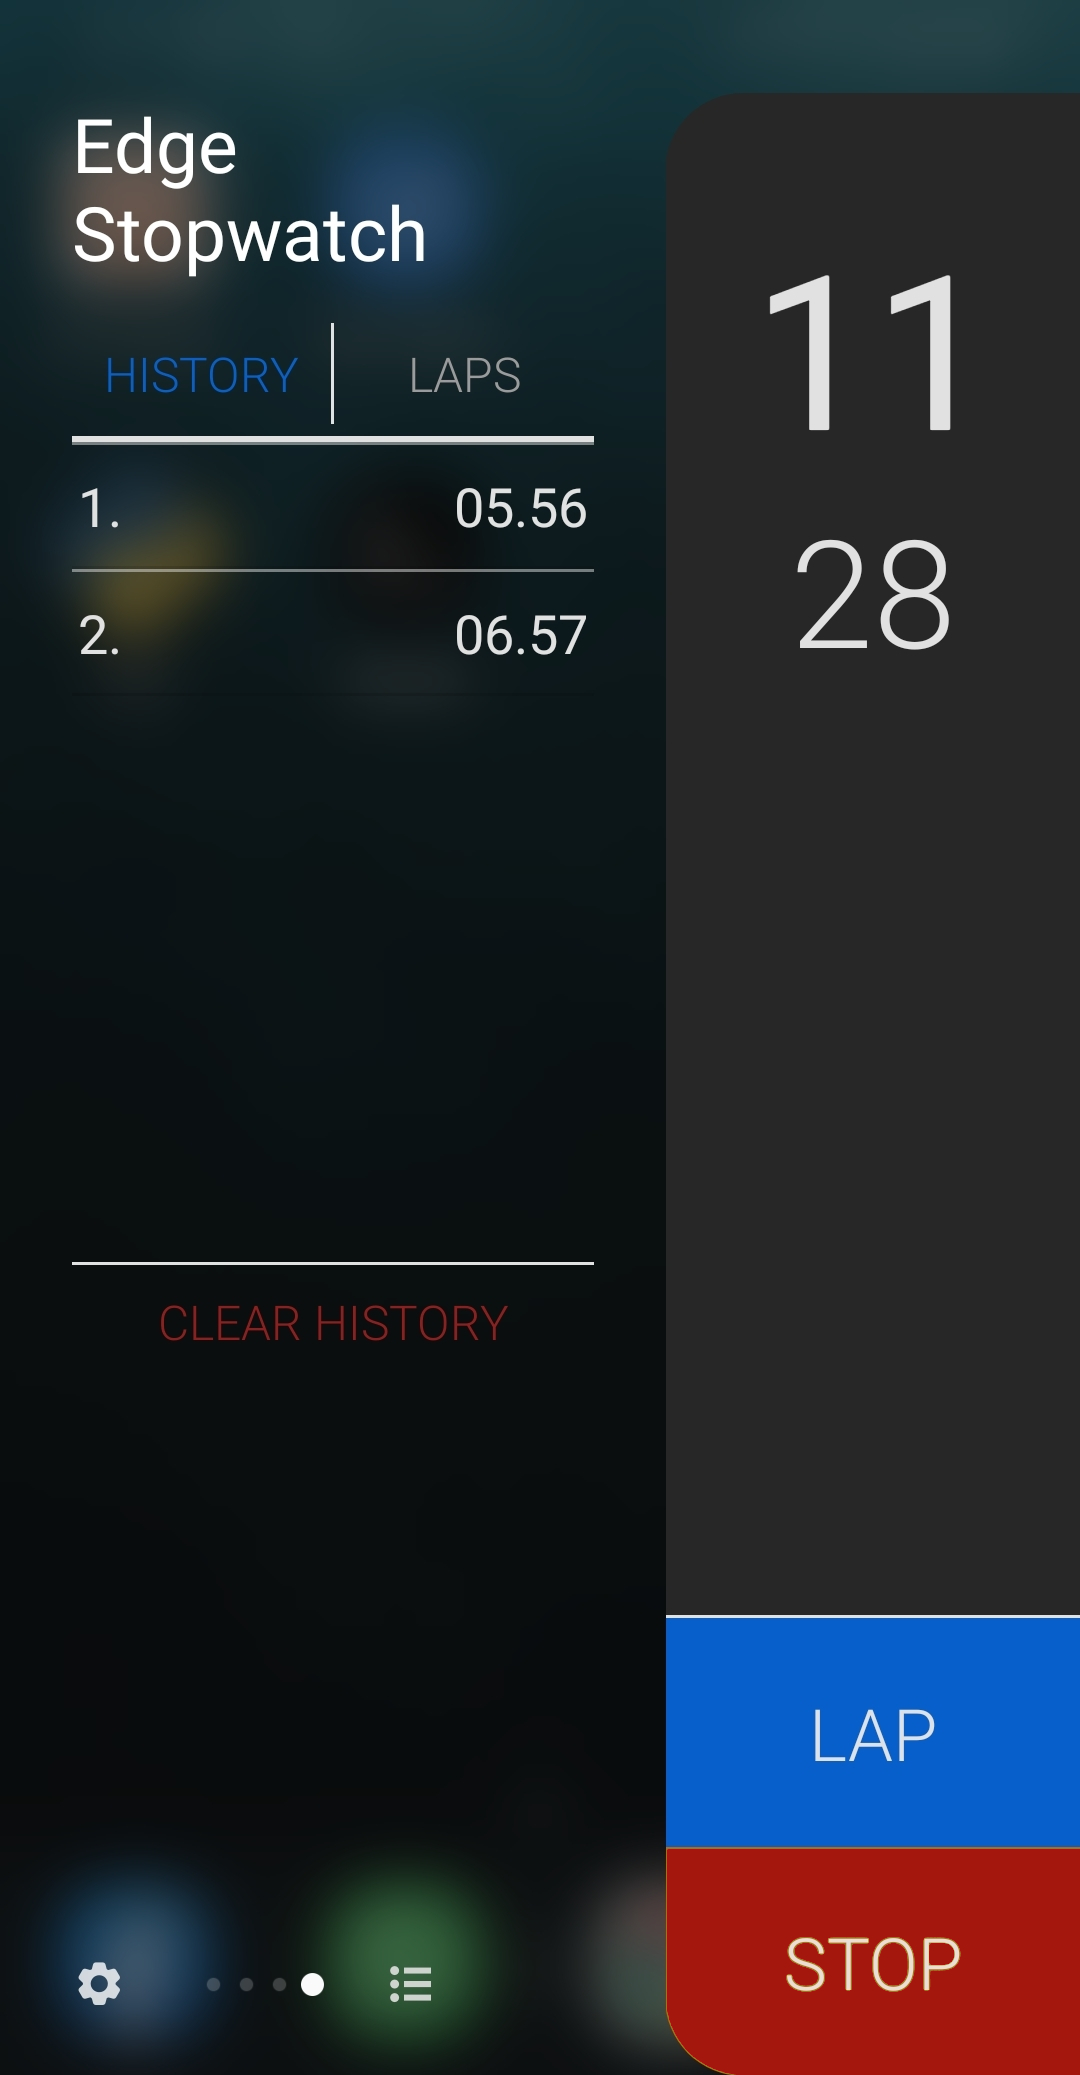 Edge
Stopwatch
HISTORY
LAPS
1. 05.56
2. 06.57
CLEAR HISTORY
11
28
LAP
STOP